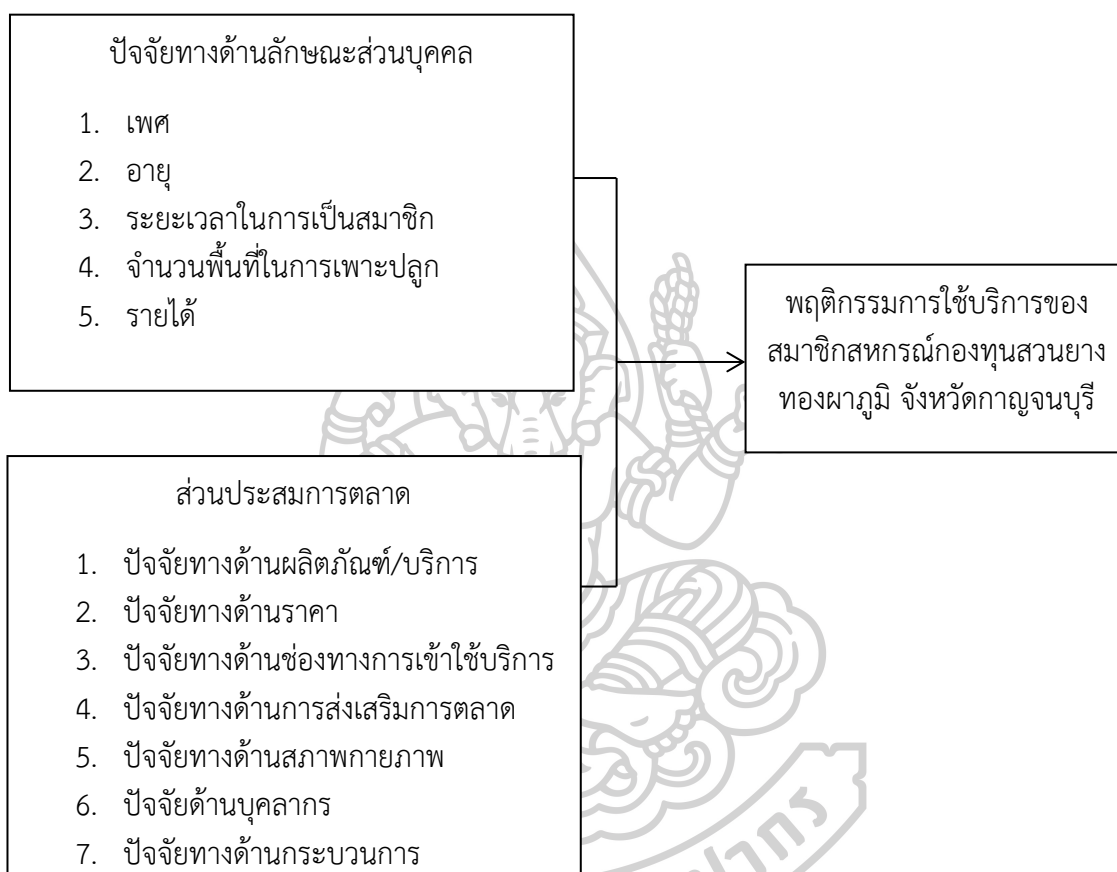 ปัจจัยทางด้านลักษณะส่วนบุคคล
1. เพศ
2. อายุ
3. ระยะเวลาในการเป็นสมาชิก
4. จำนวนพื้นที่ในการเพาะปลูก
5. รายได้
พฤติกรรมการใช้บริการของ
สมาชิกสหกรณ์กองทุนสวนยาง
ทองผาภูมิ จังหวัดกาญจนบุรี
ส่วนประสมการตลาด
1. ปัจจัยทางด้านผลิตภัณฑ์/บริการ
2. ปัจจัยทางด้านราคา
3. ปัจจัยทางด้านช่องทางการเข้าใช้บริการ
4. ปัจจัยทางด้านการส่งเสริมการตลาด
5. ปัจจัยทางด้านสภาพกายภาพ
6. ปัจจัยด้านบุคลากร
7. ปัจจัยทางด้านกระบวนการ